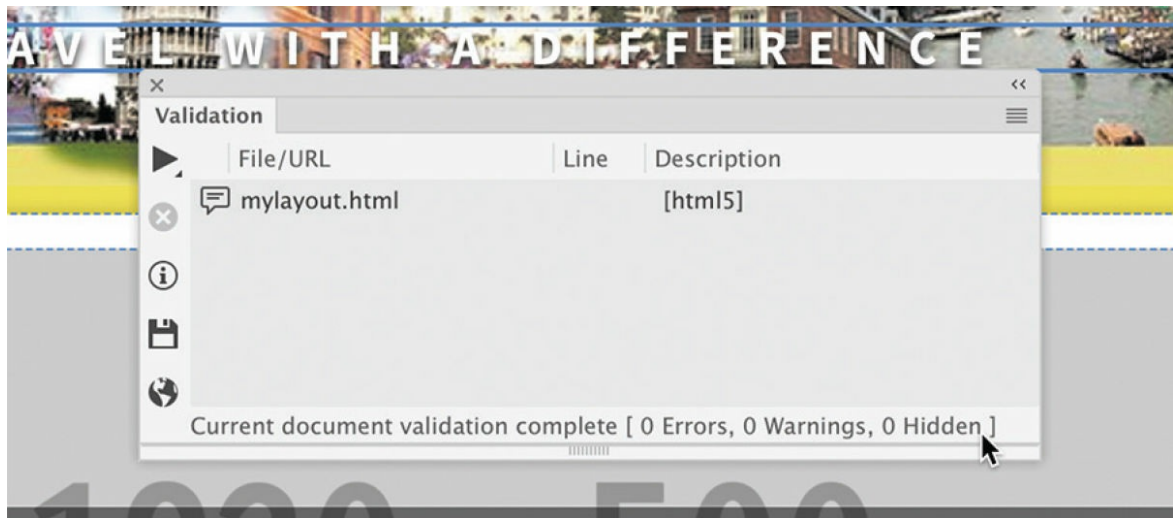 AVEL WITH A DIFFERENCE
Validation
File/URL Line Description
mylayout.html [html5]
Current document validation complete [ 0 Errors, 0 Warnings, 0 Hidden ]